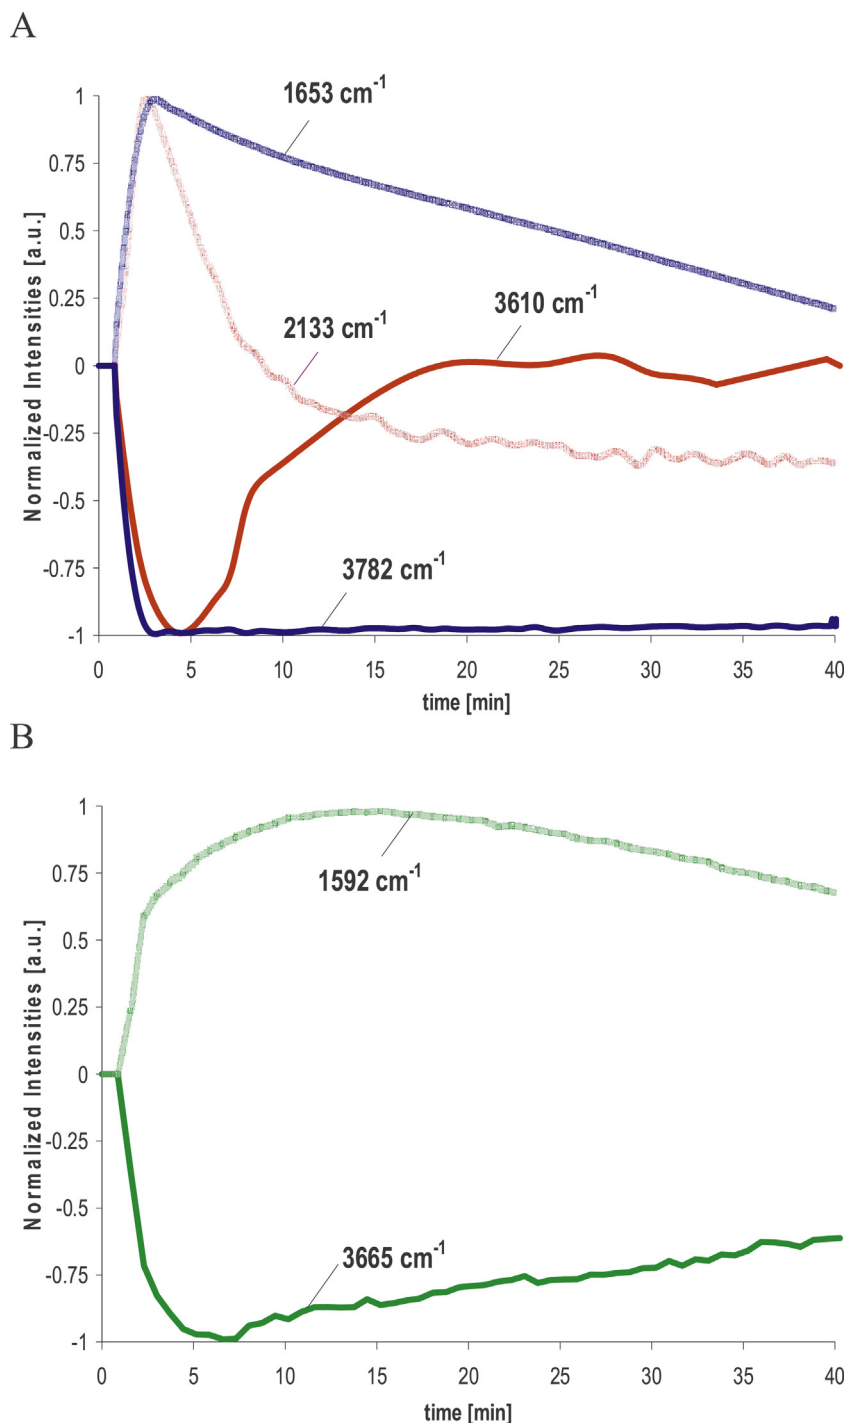 A
1653 cm-1
1
0.75
0.5
3610 cm-1
0.25
2133 cm-1
0
-0.25
-0.5
3782 cm-1
-0.75
-1
0 5 10 15 20 25 30 35 40
time [min]
Normalized Intensities [a.u.]
B
1
1592 cm-1
0.75
0.5
0.25
0
-0.25
-0.5
3665 cm-1
-0.75
-1
0 5 10 15 20 25 30 35 40
time [min]
Normalized Intensities [a.u.]